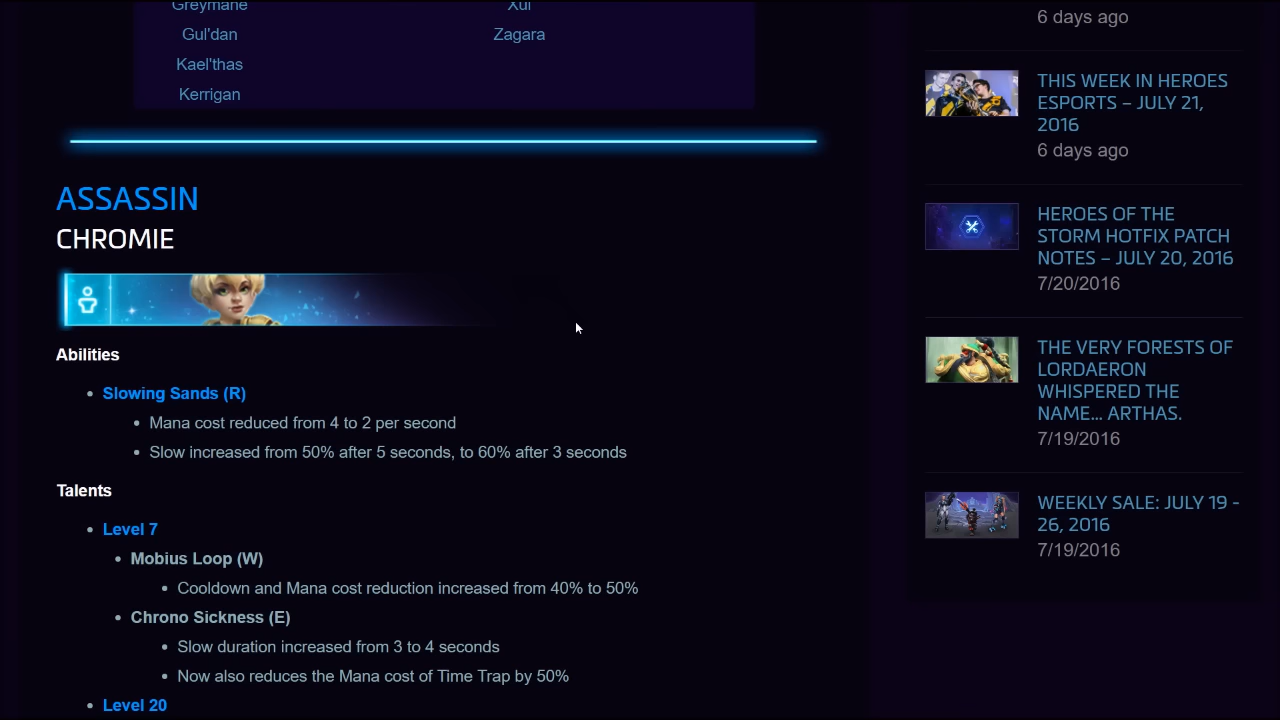 Greymane
Xul
Gul'dan
Zagara
Kael'thas
Kerrigan
ASSASSIN
CHROMIE
Abilities
Slowing Sands (R)
Mana cost reduced from 4 to 2 per second
Slow increased from 50% after 5 seconds, to 60% after 3 seconds
Talents
Level 7
Mobius Loop (W)
Cooldown and Mana cost reduction increased from 40% to 50%
Chrono Sickness (E)
Slow duration increased from 3 to 4 seconds
Now also reduces the Mana cost of Time Trap by 50%
Level 20
6 days ago
THIS WEEK IN HEROES
ESPORTS – JULY 21,
2016
6 days ago
HEROES OF THE
STORM HOTFIX PATCH
NOTES – JULY 20, 2016
7/20/2016
THE VERY FORESTS OF
LORDAERON
WHISPERED THE
NAME... ARTHAS.
7/19/2016
WEEKLY SALE: JULY 19 -
26, 2016
7/19/2016